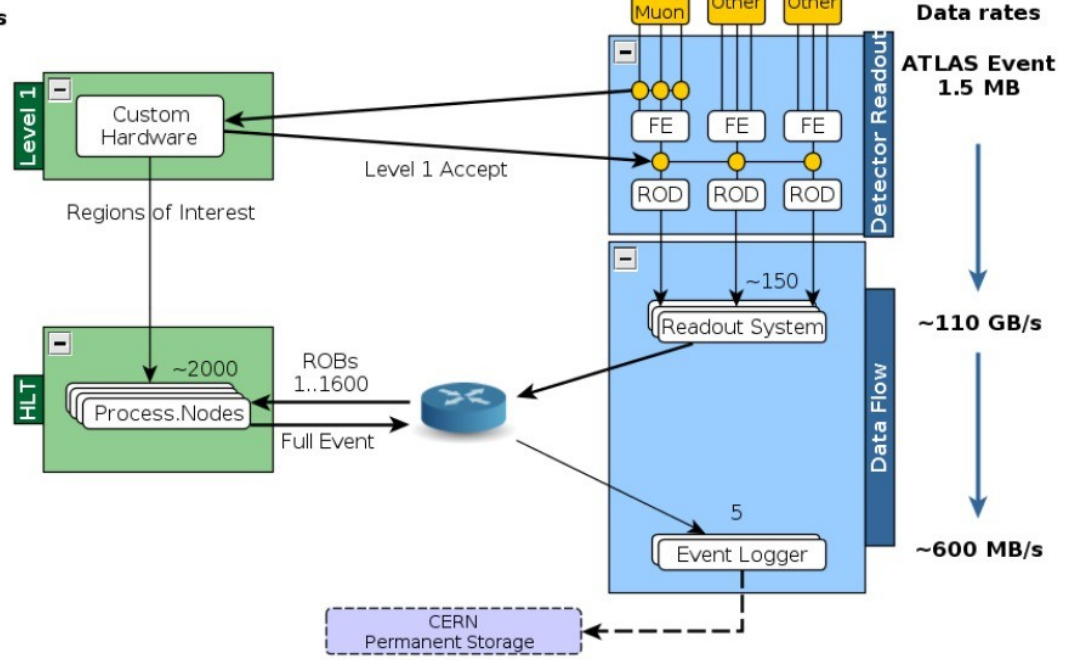 s
Muon
Other
Other
Data rates
ATLAS Event
1.5 MB
Level 1
Custom
Hardware
Level 1 Accept
Regions of Interest
FE
FE
FE
ROD
ROD
ROD
Detector Readout
~150
Readout System
~110 GB/s
HLT
~2000
Process.Nodes
ROBs
1..1600
Full Event
Data Flow
5
Event Logger
~600 MB/s
CERN
Permanent Storage